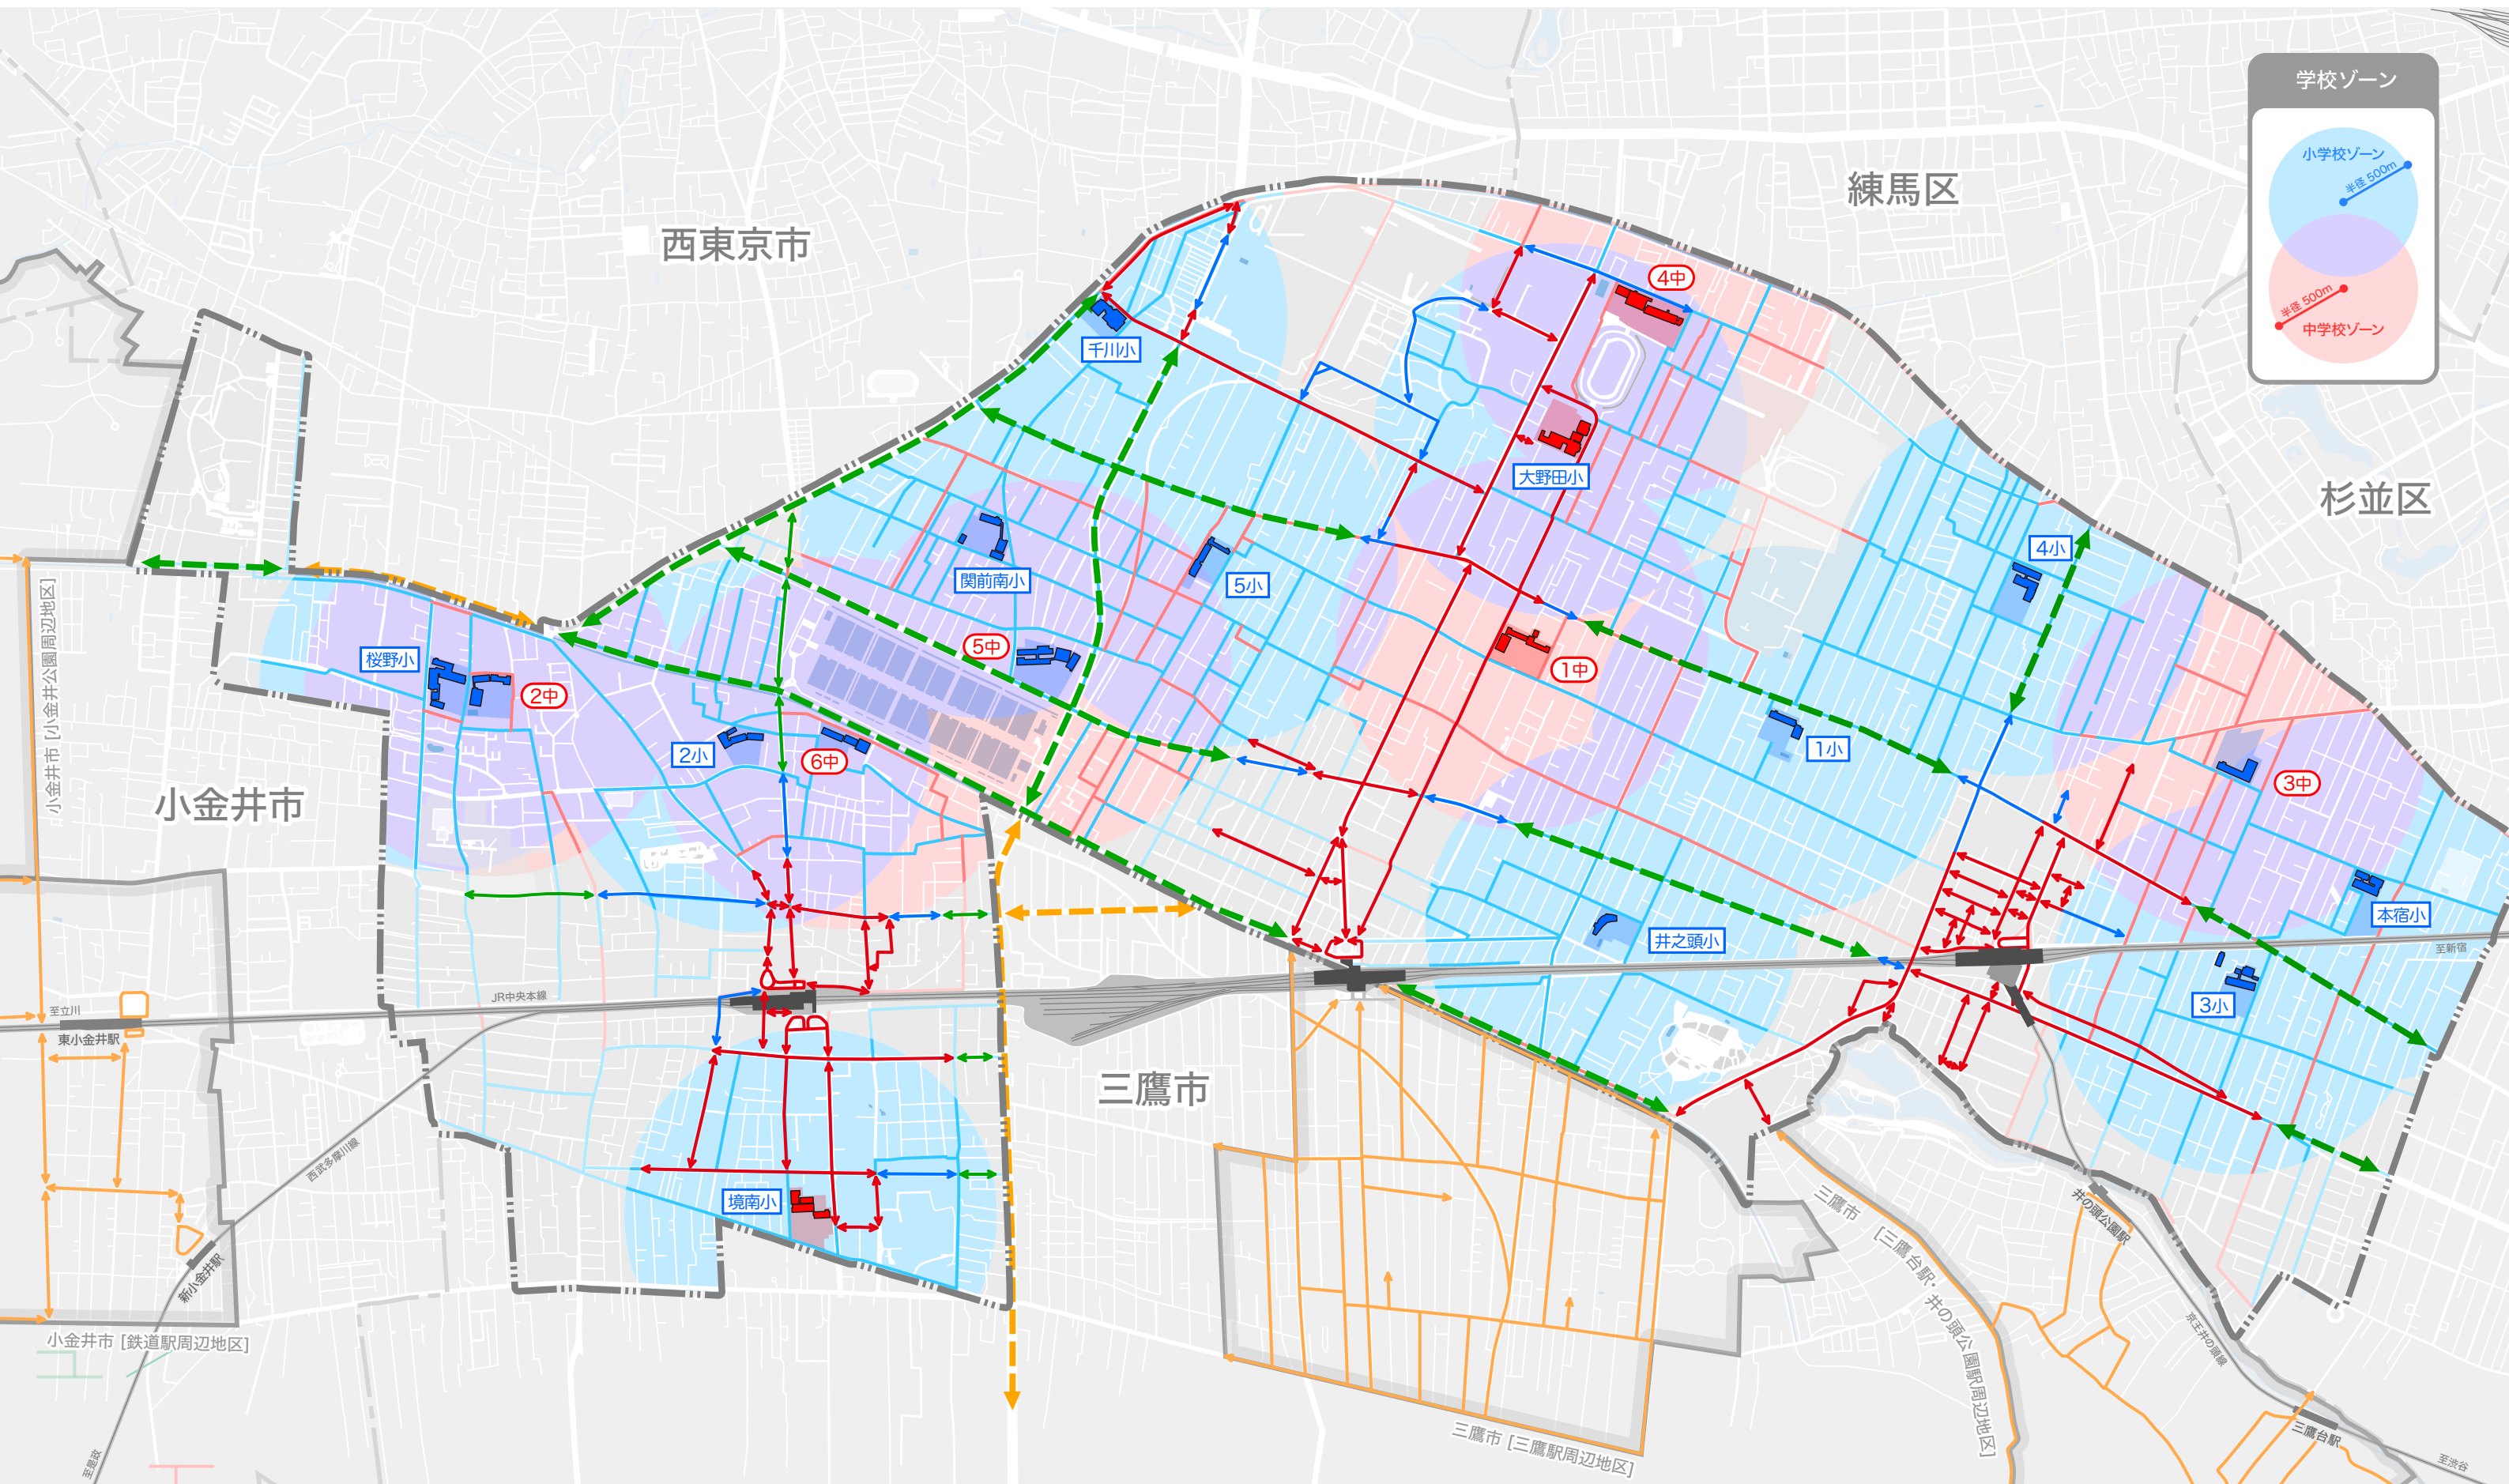 学校ゾーン
小学校ゾーン
半径 500m
半径 500m
中学校ゾーン
練馬区
西東京市
杉並区
4中
千川小
大野田小
4小
関前南小
5小
小金井市 [小金井公園周辺地区]
桜野小
2中
5中
1中
2小
6中
1小
3中
小金井市
井之頭小
本宿小
至新宿
JR中央本線
至立川
東小金井駅
3小
三鷹市
西武多摩川線
境南小
三鷹市 [三鷹台駅・井の頭公園駅周辺地区]
井の頭公園駅
新小金井駅
小金井市 [鉄道駅周辺地区]
京王井の頭線
三鷹市 [三鷹駅周辺地区]
三鷹台駅
至是政
至渋谷